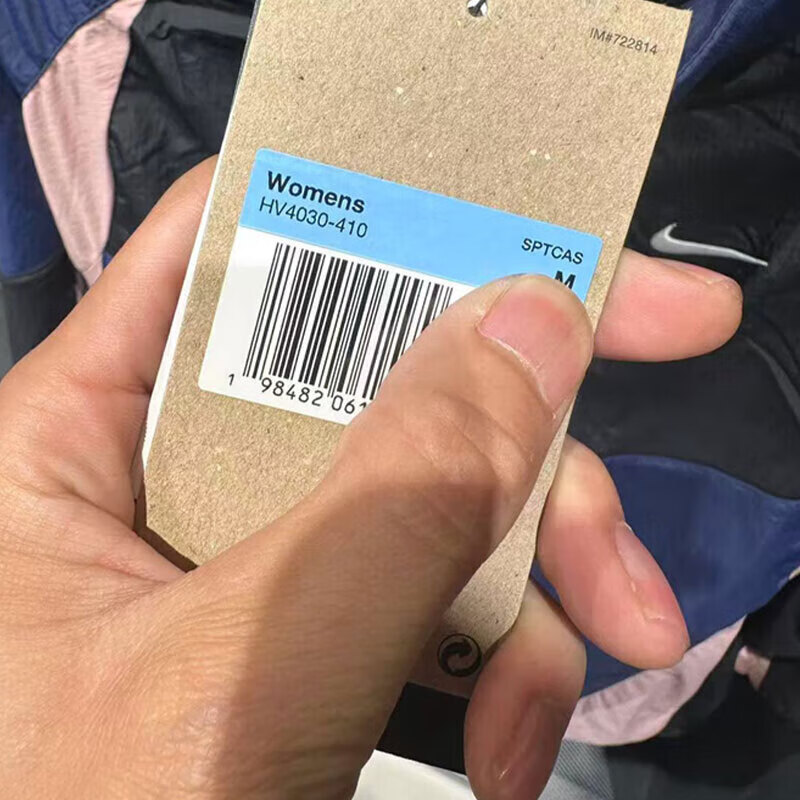 IM#722814
Womens
HV4030-410
SPTCAS
M
1 98482 061